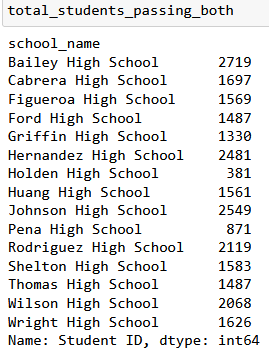 total_students_passing_both
school_name
Bailey High School 2719
Cabrera High School 1697
Figueroa High School 1569
Ford High School 1487
Griffin High School 1330
Hernandez High School 2481
Holden High School 381
Huang High School 1561
Johnson High School 2549
Pena High School 871
Rodriguez High School 2119
Shelton High School 1583
Thomas High School 1487
Wilson High School 2068
Wright High School 1626
Name: Student ID, dtype: int64